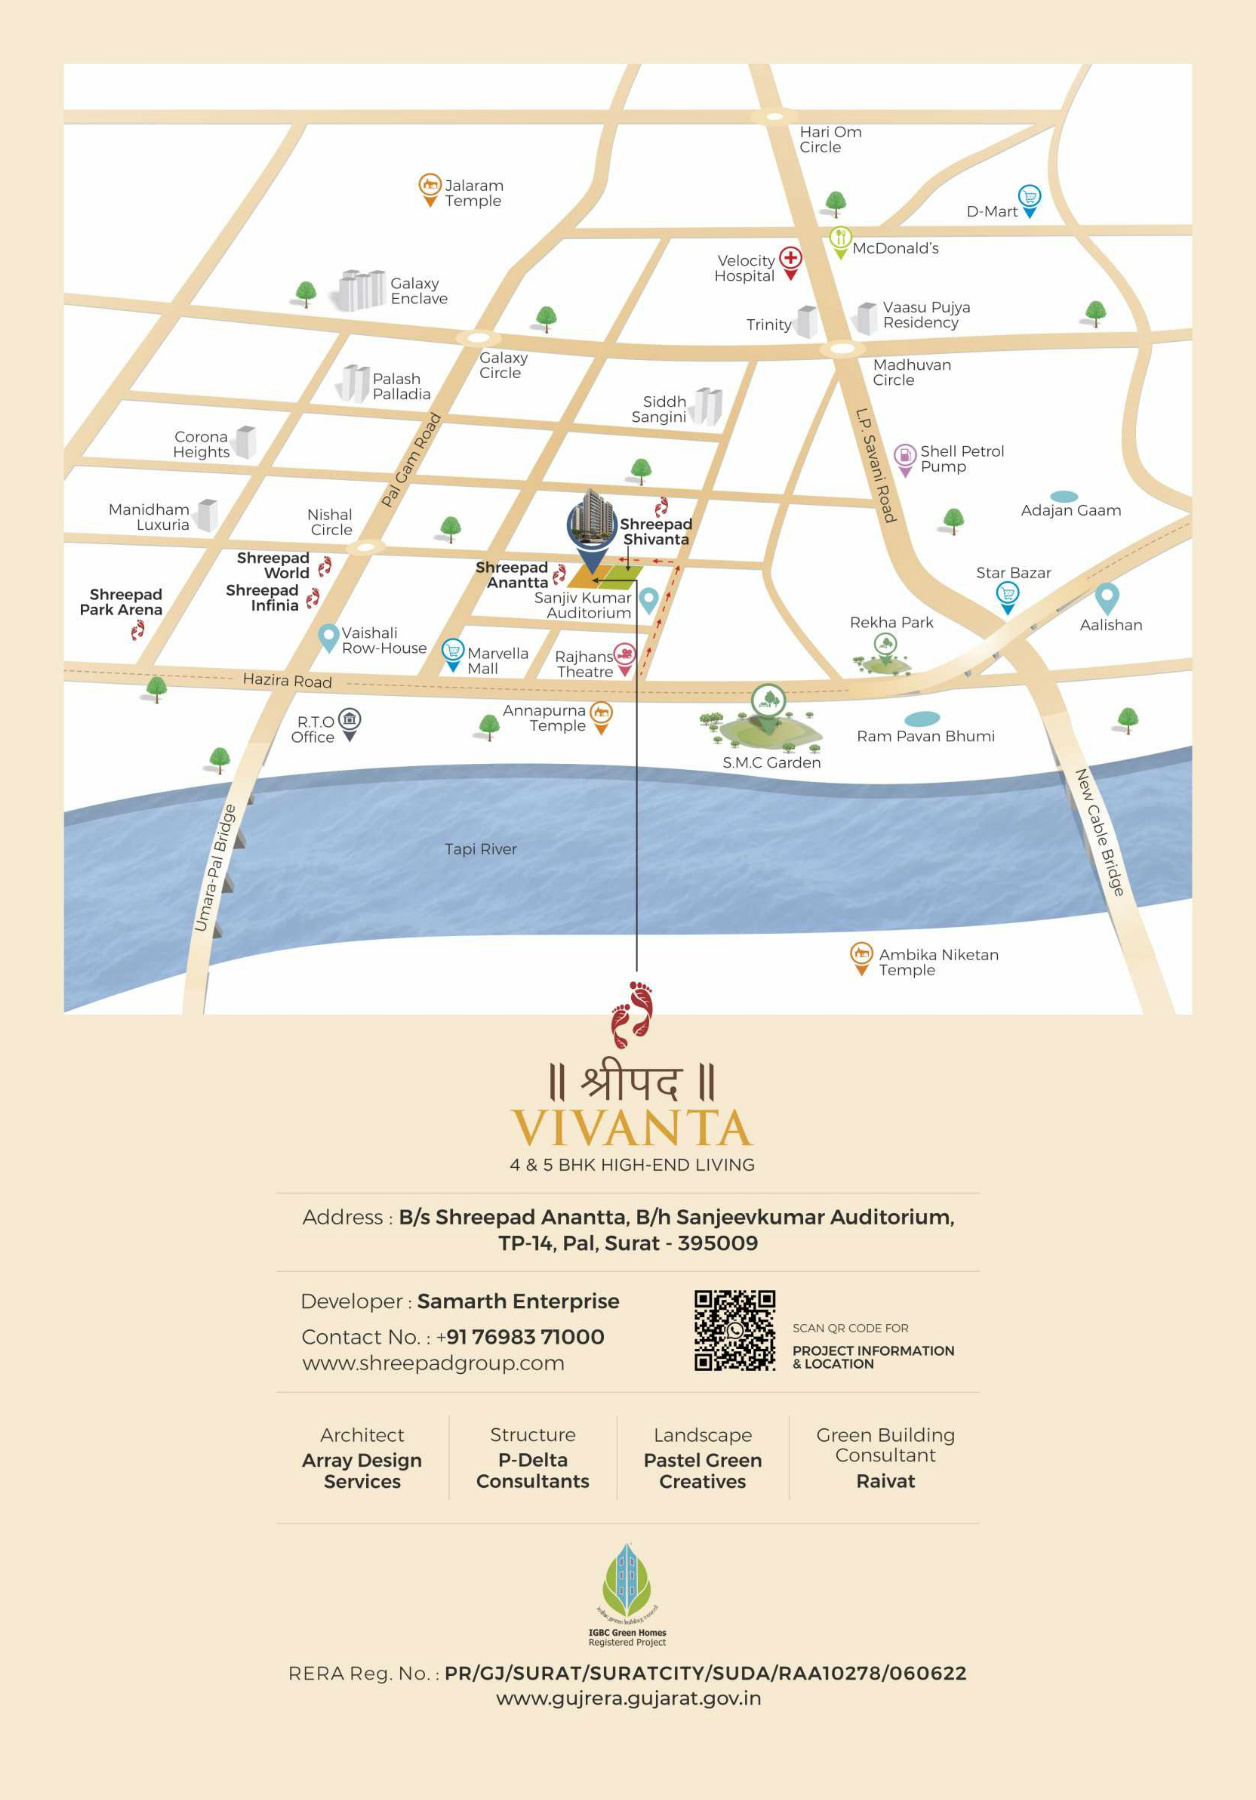 Hari Om
Circle
Jalaram
Temple
D-Mart
McDonald's
Velocity
Hospital
Galaxy
Enclave
Trinity
Vaasu Pujya
Residency
Galaxy
Circle
Madhuvan
Circle
Palash
Palladia
Siddh
Sangini
Pal Gam Road
L.P. Savani Road
Corona
Heights
Shell Petrol
Pump
Manidham
Luxuria
Nishal
Circle
Adajan Gaam
Shreepad
Shivanta
Shreepad
World
Shreepad
Anantta
Shreepad
Infinia
Shreepad
Park Arena
Star Bazar
Sanjiv Kumar
Auditorium
Aalishan
Rekha Park
Vaishali
Row-House
Marvella
Mall
Rajhans
Theatre
Hazira Road
R.T.O
Office
Annapurna
Temple
Ram Pavan Bhumi
S.M.C Garden
Umara-Pal Bridge
Tapi River
New Cable Bridge
Ambika Niketan
Temple
॥ श्रीपद ॥
VIVANTA
4 & 5 BHK HIGH-END LIVING
Address : B/s Shreepad Anantta, B/h Sanjeevkumar Auditorium,
TP-14, Pal, Surat - 395009
Developer : Samarth Enterprise
Contact No. : +91 76983 71000
www.shreepadgroup.com
SCAN QR CODE FOR
PROJECT INFORMATION
& LOCATION
Architect
Array Design
Services
Structure
P-Delta
Consultants
Landscape
Pastel Green
Creatives
Green Building
Consultant
Raivat
indian green building council
IGBC Green Homes
Registered Project
RERA Reg. No. : PR/GJ/SURAT/SURATCITY/SUDA/RAA10278/060622
www.gujrera.gujarat.gov.in